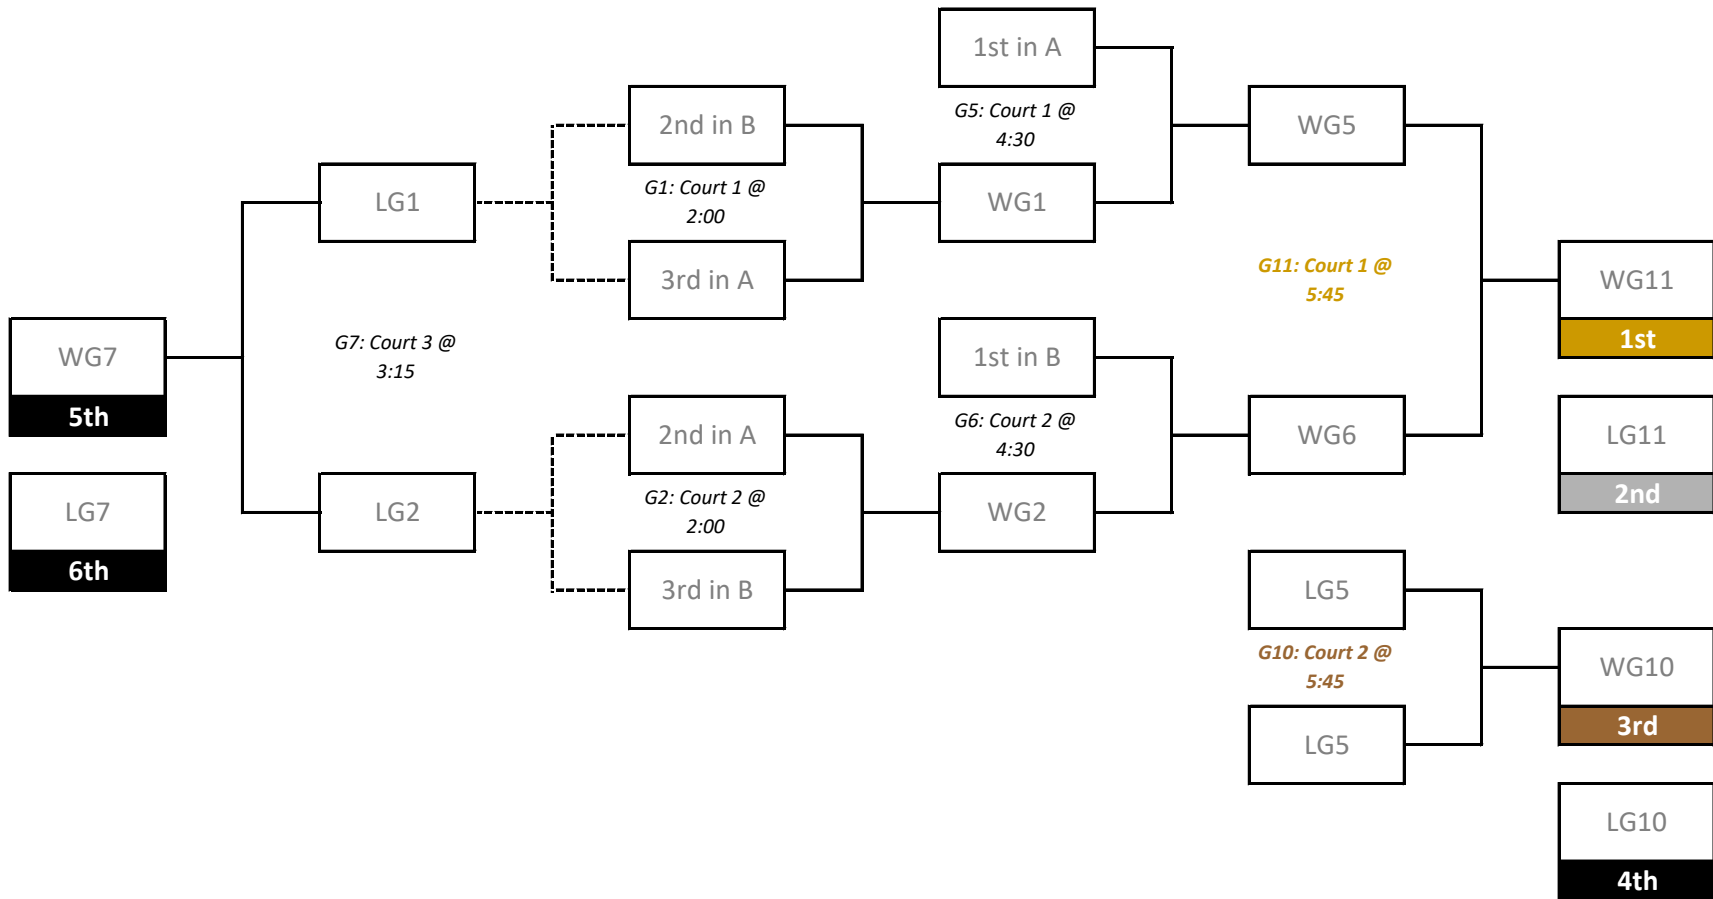 1st in A
G5: Court 1 @
4:30
2nd in B
WG5
G1: Court 1 @
2:00
LG1
WG1
3rd in A
G11: Court 1 @
5:45
WG11
1st
WG7
5th
G7: Court 3 @
3:15
1st in B
G6: Court 2 @
4:30
2nd in A
WG6
LG11
2nd
LG7
6th
LG2
G2: Court 2 @
2:00
WG2
3rd in B
LG5
G10: Court 2 @
5:45
WG10
3rd
LG5
LG10
4th